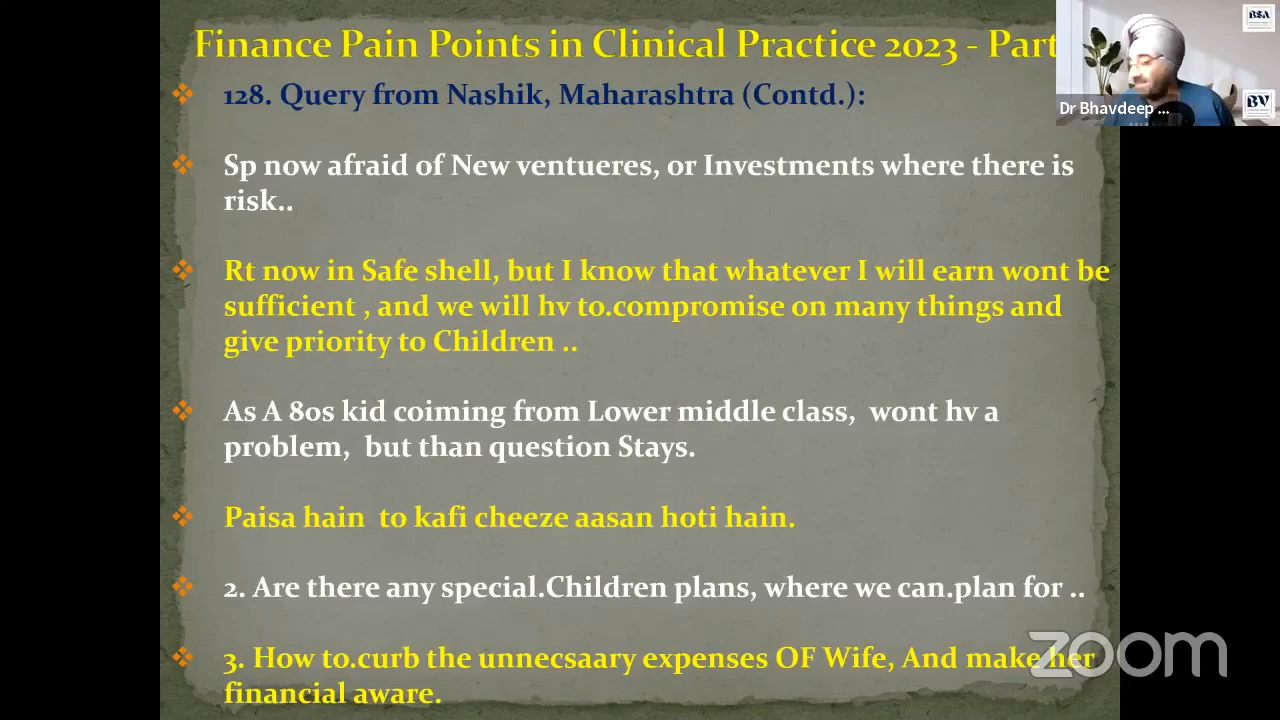 Finance Pain Points in Clinical Practice 2023 - Part
128. Query from Nashik, Maharashtra (Contd.):
Sp now afraid of New ventueres, or Investments where there is
risk..
Rt now in Safe shell, but I know that whatever I will earn wont be
sufficient , and we will hv to.compromise on many things and
give priority to Children ..
As A 80s kid coiming from Lower middle class, wont hv a
problem, but than question Stays.
Paisa hain to kafi cheeze aasan hoti hain.
2. Are there any special.Children plans, where we can.plan for ..
3. How to.curb the unnecsaary expenses OF Wife, And make her
financial aware.
Dr Bhavdeep ...
BSA
BV
zoom